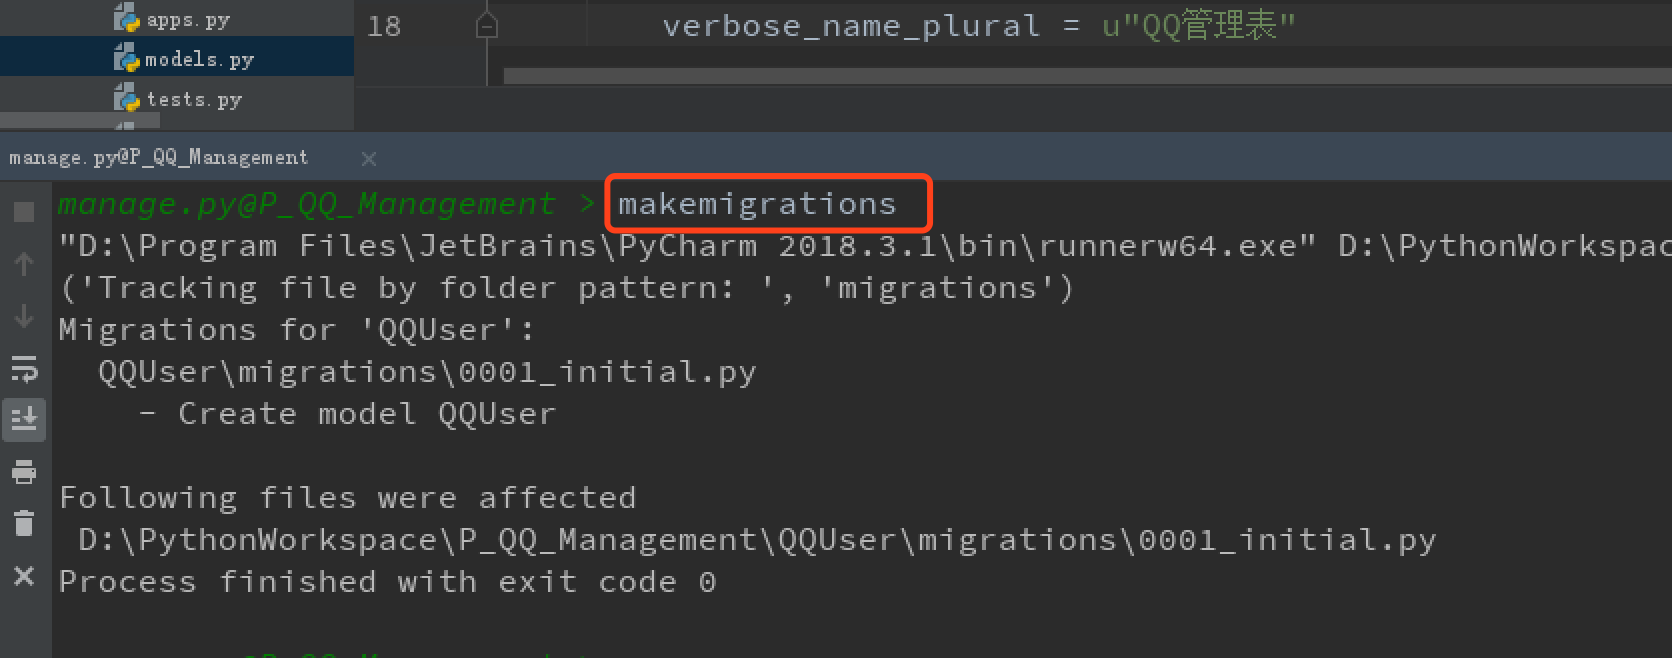 apps.py
models.py
tests.py
18 verbose_name_plural = u"QQ管理表"
manage.py@P_QQ_Management
manage.py@P_QQ_Management > makemigrations
"D:\Program Files\JetBrains\PyCharm 2018.3.1\bin\runnerw64.exe" D:\PythonWorkspac
('Tracking file by folder pattern: ', 'migrations')
Migrations for 'QQUser':
QQUser\migrations\0001_initial.py
- Create model QQUser
Following files were affected
D:\PythonWorkspace\P_QQ_Management\QQUser\migrations\0001_initial.py
Process finished with exit code 0